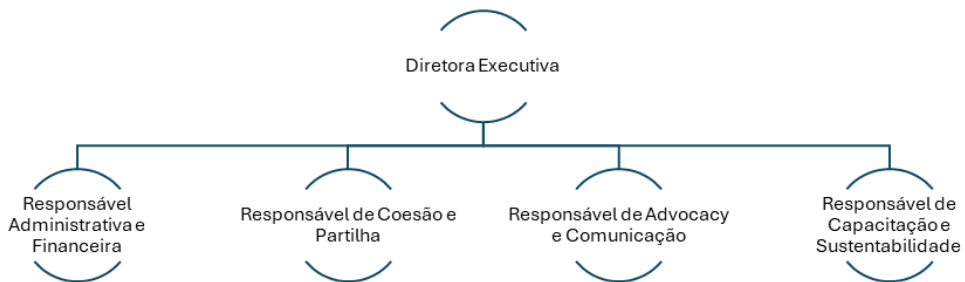 Diretora Executiva
Responsável
Administrativa e
Financeira
Responsável de Coesão e
Partilha
Responsável de Advocacy
e Comunicação
Responsável de
Capacitação e
Sustentabilidade